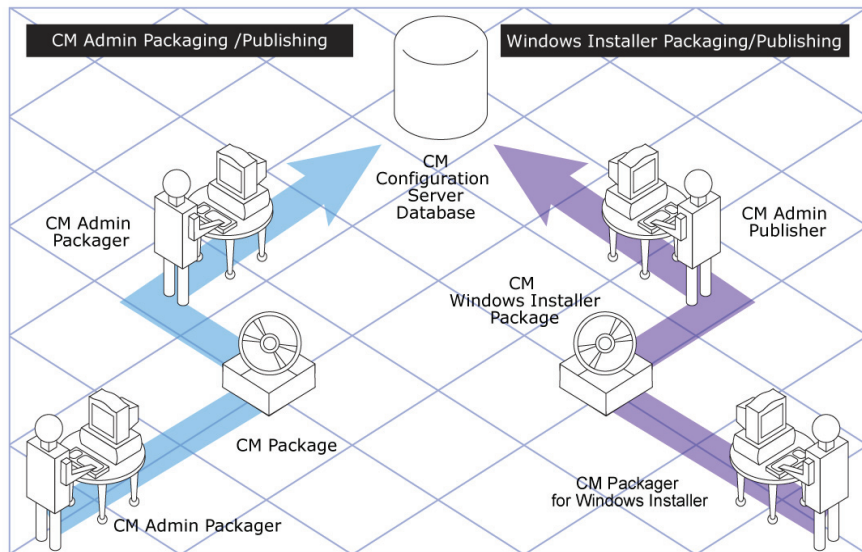 CM Admin Packaging /Publishing
Windows Installer Packaging/Publishing
CM
Configuration
Server
Database
CM Admin
Packager
CM Admin
Publisher
CM
Windows Installer
Package
CM Package
CM Admin Packager
CM Packager
for Windows Installer